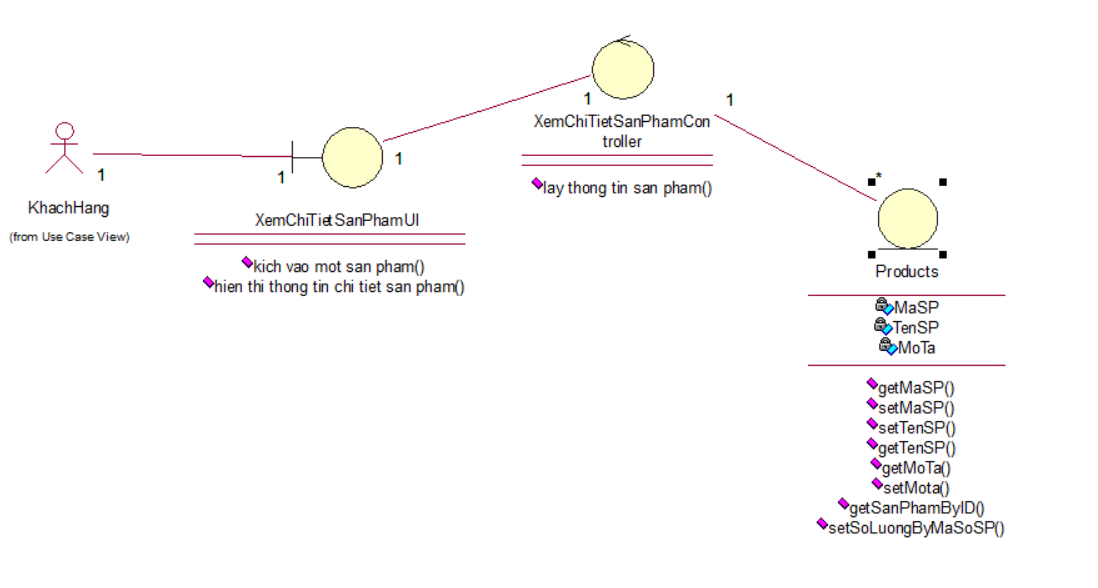 KhachHang
(from Use Case View)
1
1
XemChiTietSanPhamUI
kich vao mot san pham()
hien thi thong tin chi tiet san pham()
1
1
XemChiTietSanPhamCon
troller
lay thong tin san pham()
1
*
Products
MaSP
TenSP
MoTa
getMaSP()
setMaSP()
setTenSP()
getTenSP()
getMoTa()
setMota()
getSanPhamByID()
setSoLuongByMaSoSP()